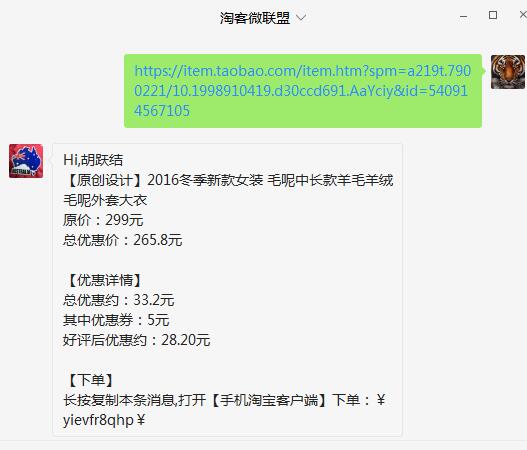 淘客微联盟
https://item.taobao.com/item.htm?spm=a219t.790
0221/10.1998910419.d30ccd691.AaYciy&id=540914
567105
Hi,胡跃结
【原创设计】2016冬季新款女装 毛呢中长款羊毛羊绒
毛呢外套大衣
原价：299元
总优惠价：265.8元
【优惠详情】
总优惠约：33.2元
其中优惠券：5元
好评后优惠约：28.20元
【下单】
长按复制本条消息,打开【手机淘宝客户端】下单：￥
yievfr8qhp￥